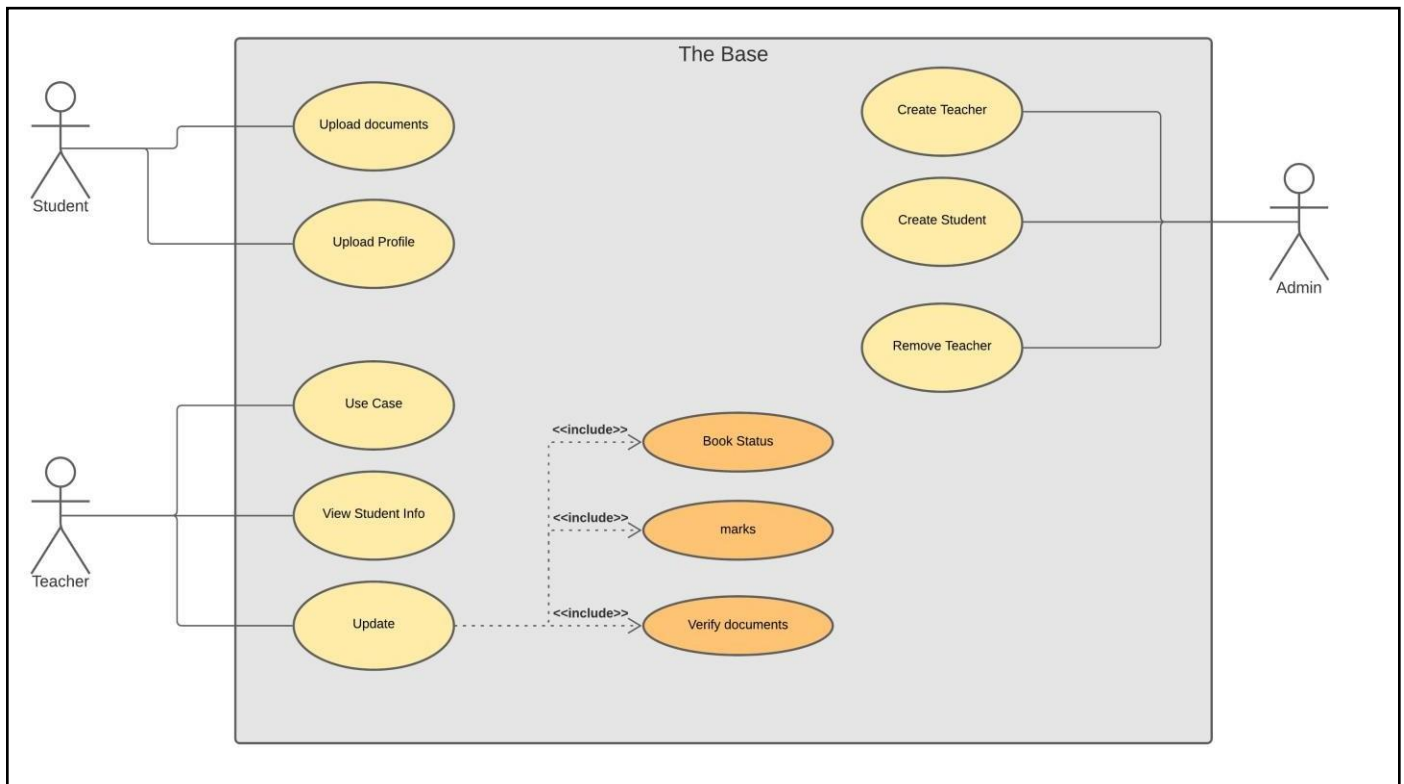 The Base
Upload documents
Create Teacher
Student
Upload Profile
Create Student
Admin
Remove Teacher
Use Case
<<include>>
Book Status
View Student Info
<<include>>
marks
Teacher
Update
<<include>>
Verify documents